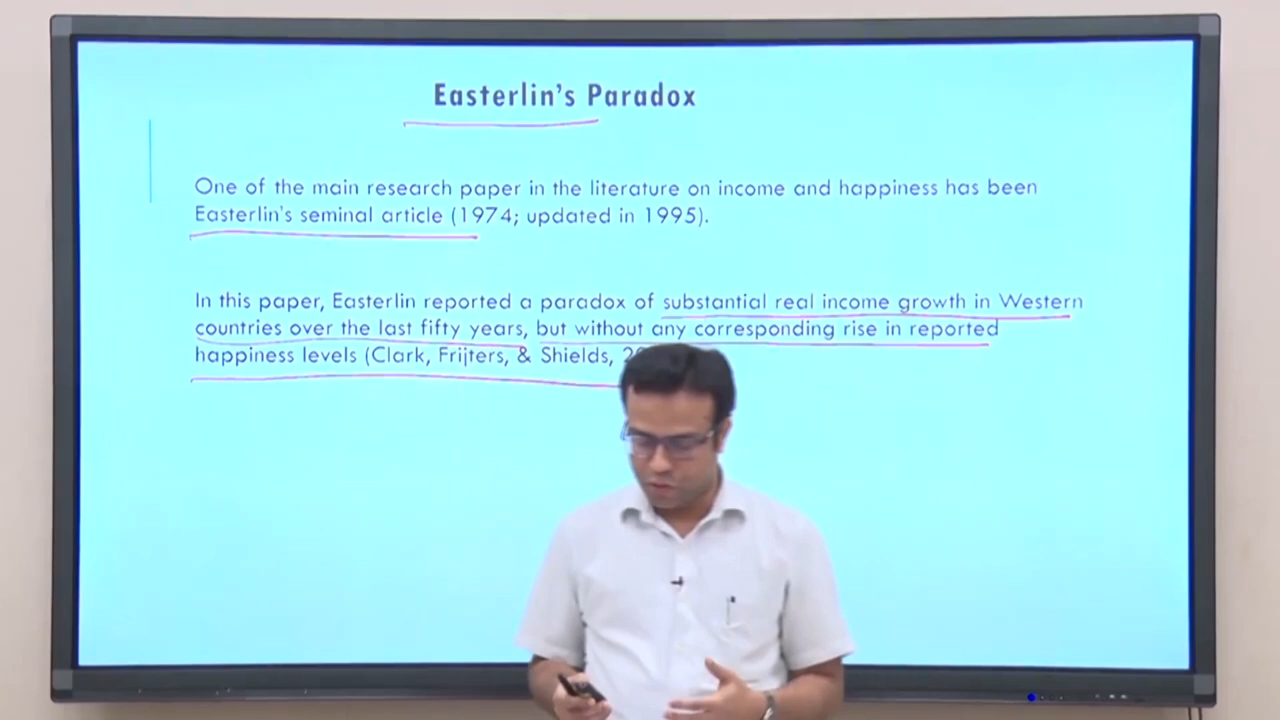 Easterlin's Paradox
One of the main research paper in the literature on income and happiness has been
Easterlin's seminal article (1974; updated in 1995).
In this paper, Easterlin reported a paradox of substantial real income growth in Western
countries over the last fifty years, but without any corresponding rise in reported
happiness levels (Clark, Frijters, & Shields,